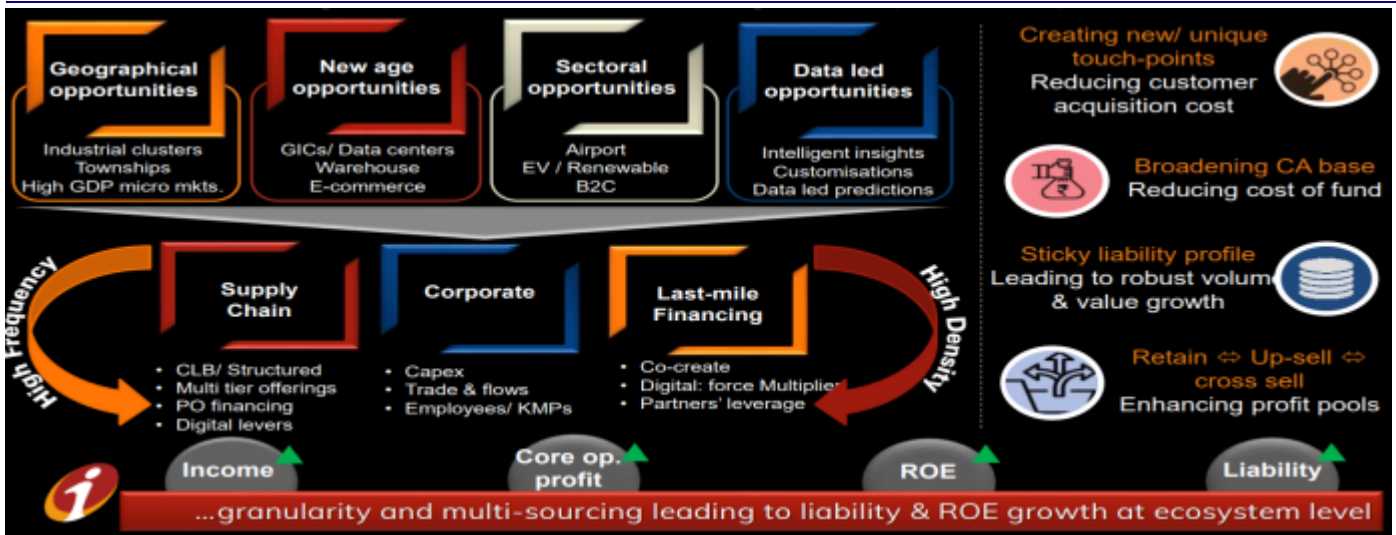 Geographical
opportunities
Industrial clusters
Townships
High GDP micro mkts.
New age
opportunities
GICs/ Data centers
Warehouse
E-commerce
Sectoral
opportunities
Airport
EV / Renewable
B2C
Data led
opportunities
Intelligent insights
Customisations
Data led predictions
High Frequency
Supply
Chain
• CLB/ Structured
• Multi tier offerings
• PO financing
• Digital levers
Corporate
• Capex
• Trade & flows
• Employees/ KMPs
Last-mile
Financing
• Co-create
• Digital: force Multiplier
• Partners' leverage
High Density
Creating new/ unique
touch-points
Reducing customer
acquisition cost
Broadening CA base
Reducing cost of fund
₹
Sticky liability profile
Leading to robust volume
& value growth
Retain ⇔ Up-sell ⇔
cross sell
Enhancing profit pools
Income
Core op.
profit
ROE
Liability
i
...granularity and multi-sourcing leading to liability & ROE growth at ecosystem level